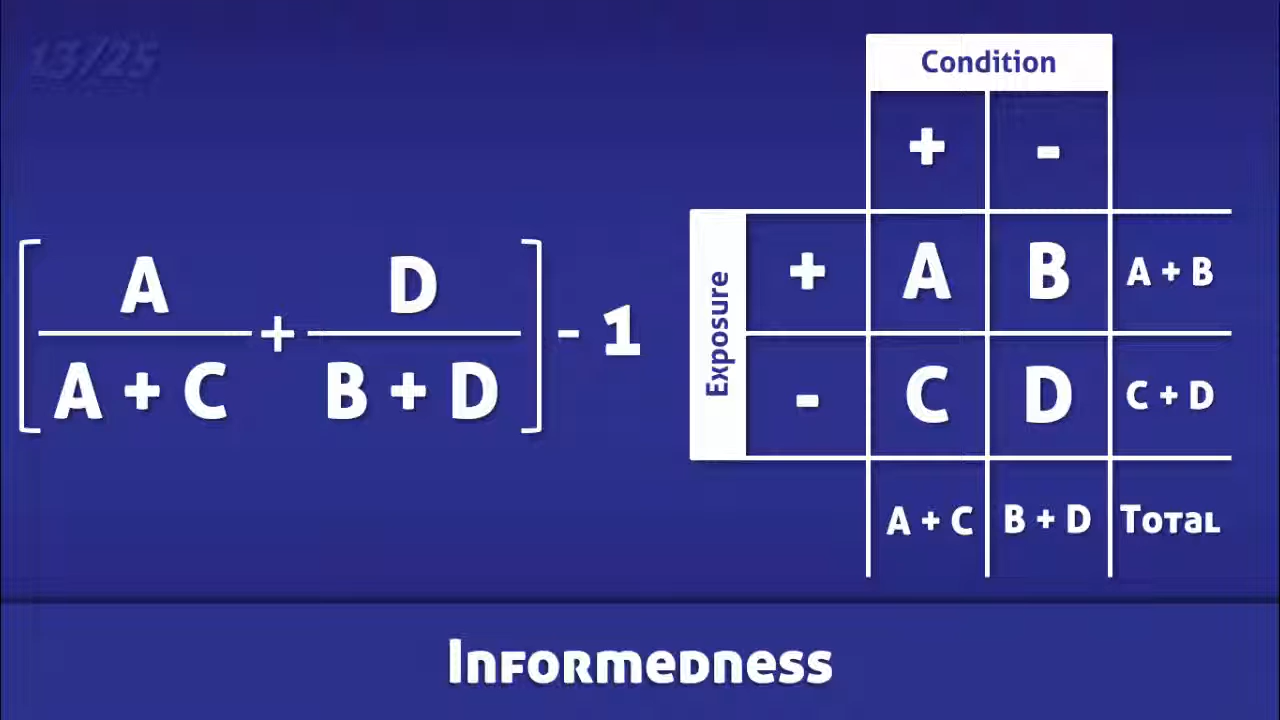 13/25
Condition
+ -
[ A / A + C + D / B + D ] - 1
Exposure
+ A B A + B
- C D C + D
A + C B + D Total
Informedness